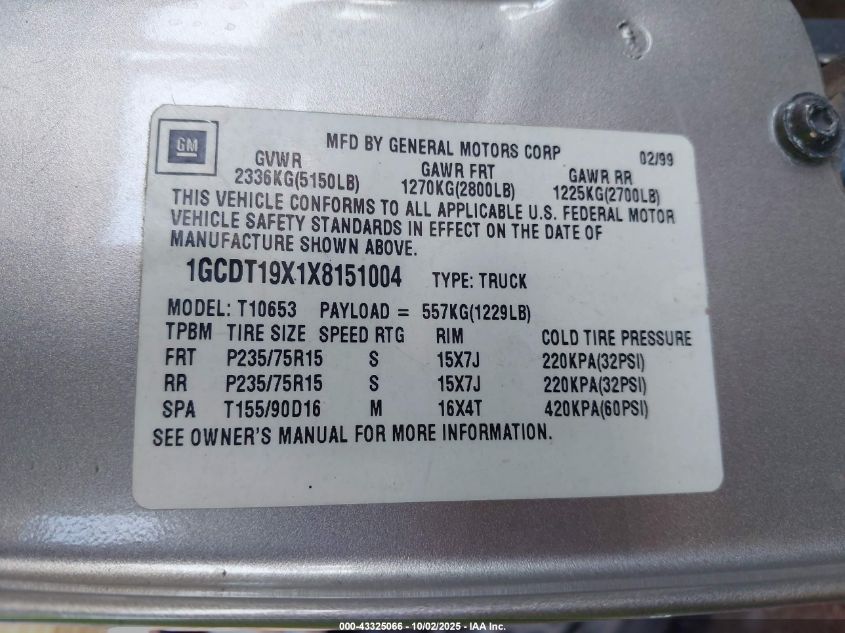 GM
MFD BY GENERAL MOTORS CORP 02/99
GVWR GAWR FRT GAWR RR
2336KG(5150LB) 1270KG(2800LB) 1225KG(2700LB)
THIS VEHICLE CONFORMS TO ALL APPLICABLE U.S. FEDERAL MOTOR
VEHICLE SAFETY STANDARDS IN EFFECT ON THE DATE OF
MANUFACTURE SHOWN ABOVE.
1GCDT19X1X8151004 TYPE: TRUCK
MODEL: T10653 PAYLOAD = 557KG(1229LB)
TPBM TIRE SIZE SPEED RTG RIM COLD TIRE PRESSURE
FRT P235/75R15 S 15X7J 220KPA(32PSI)
RR P235/75R15 S 15X7J 220KPA(32PSI)
SPA T155/90D16 M 16X4T 420KPA(60PSI)
SEE OWNER'S MANUAL FOR MORE INFORMATION.
000-43325066 - 10/02/2025 - IAA Inc.